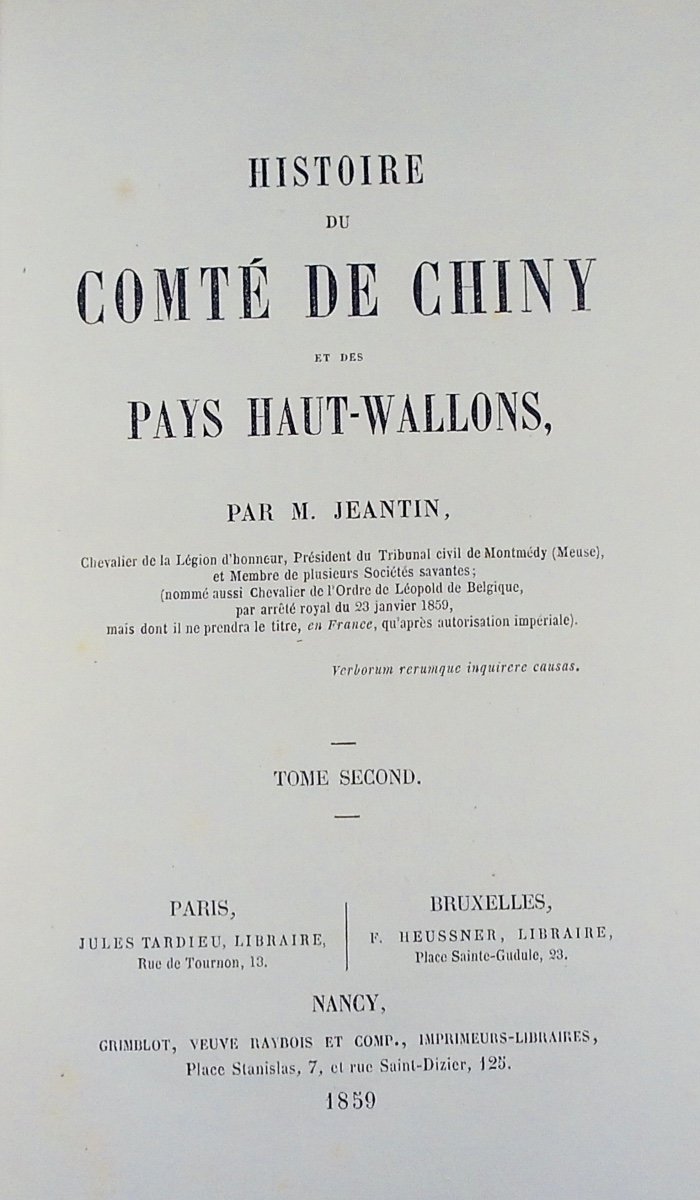 HISTOIRE
DU
COMTÉ DE CHINY
ET DES
PAYS HAUT-WALLONS,
PAR M. JEANTIN,
Chevalier de la Légion d'honneur, Président du Tribunal civil de Montmédy (Meuse),
et Membre de plusieurs Sociétés savantes;
(nommé aussi Chevalier de l'Ordre de Léopold de Belgique,
par arrêté royal du 23 janvier 1859,
mais dont il ne prendra le titre, en France, qu'après autorisation impériale).
Verborum rerumque inquirere causas.
TOME SECOND.
PARIS,
JULES TARDIEU, LIBRAIRE,
Rue de Tournon, 13.
BRUXELLES,
F. HEUSSNER, LIBRAIRE,
Place Sainte-Gudule, 23.
NANCY,
GRIMBLOT, VEUVE RAYBOIS ET COMP., IMPRIMEURS-LIBRAIRES,
Place Stanislas, 7, et rue Saint-Dizier, 125.
1859